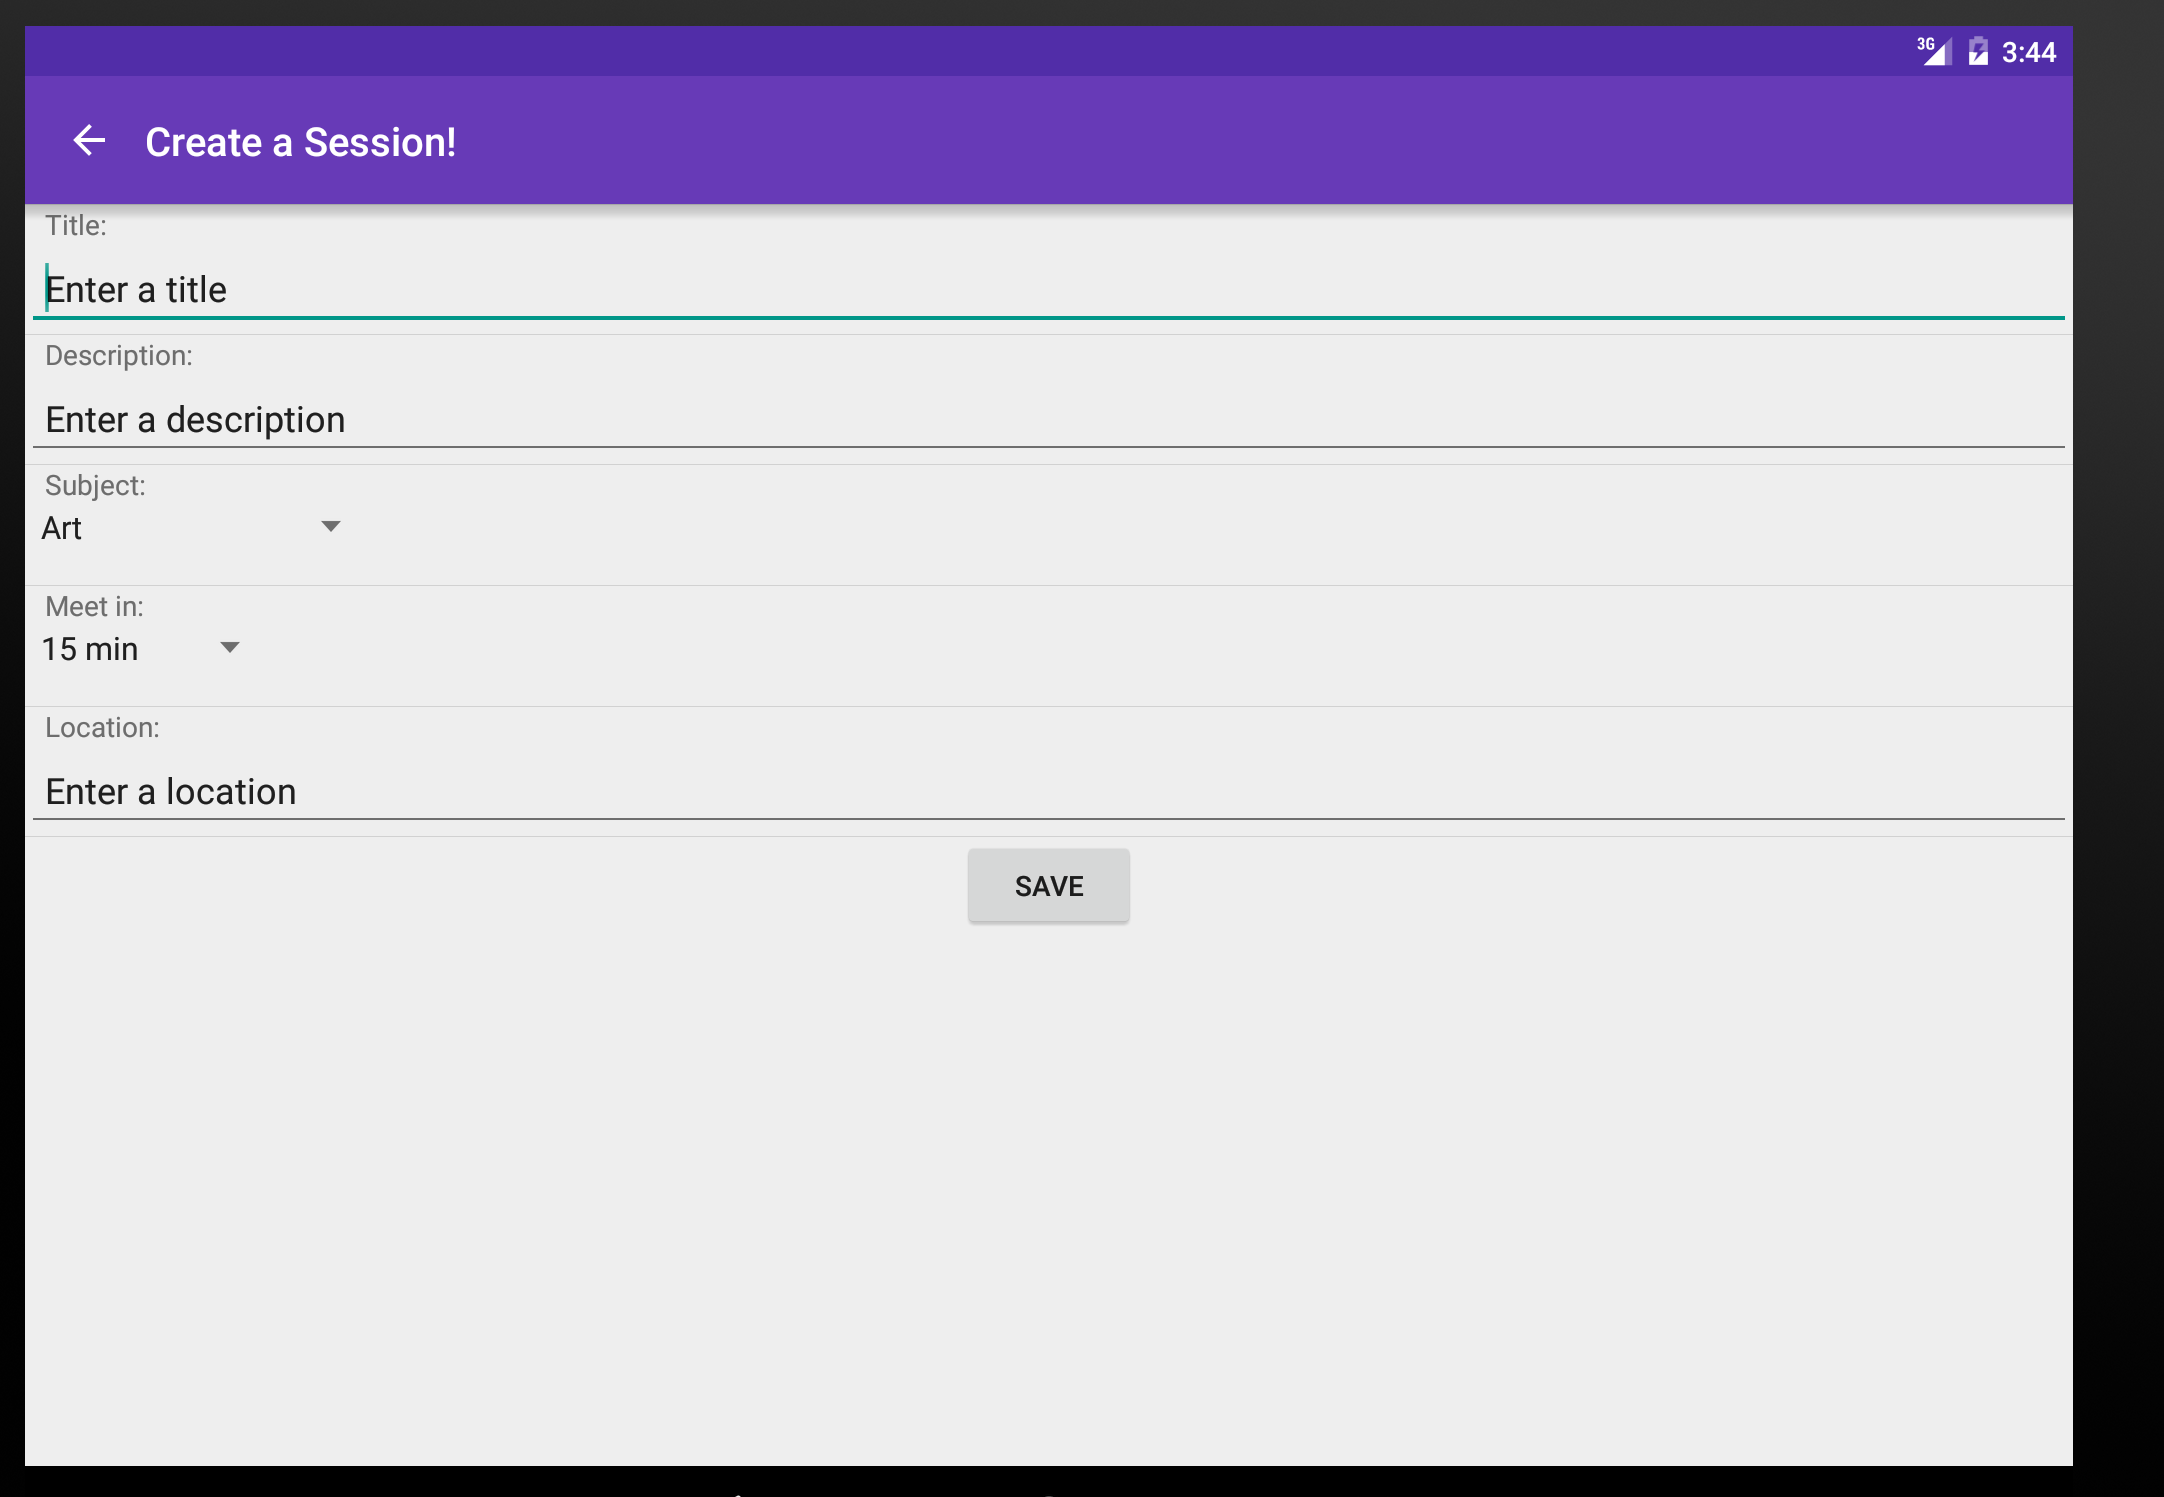 3G 3:44
Create a Session!
Title:
Enter a title
Description:
Enter a description
Subject:
Art
Meet in:
15 min
Location:
Enter a location
SAVE